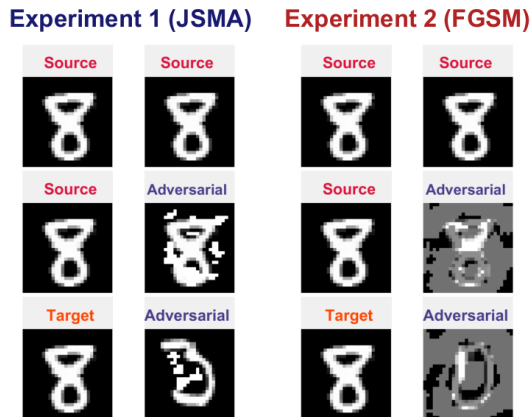 Experiment 1 (JSMA) Experiment 2 (FGSM)
Source Source Source Source
Source Adversarial Source Adversarial
Target Adversarial Target Adversarial